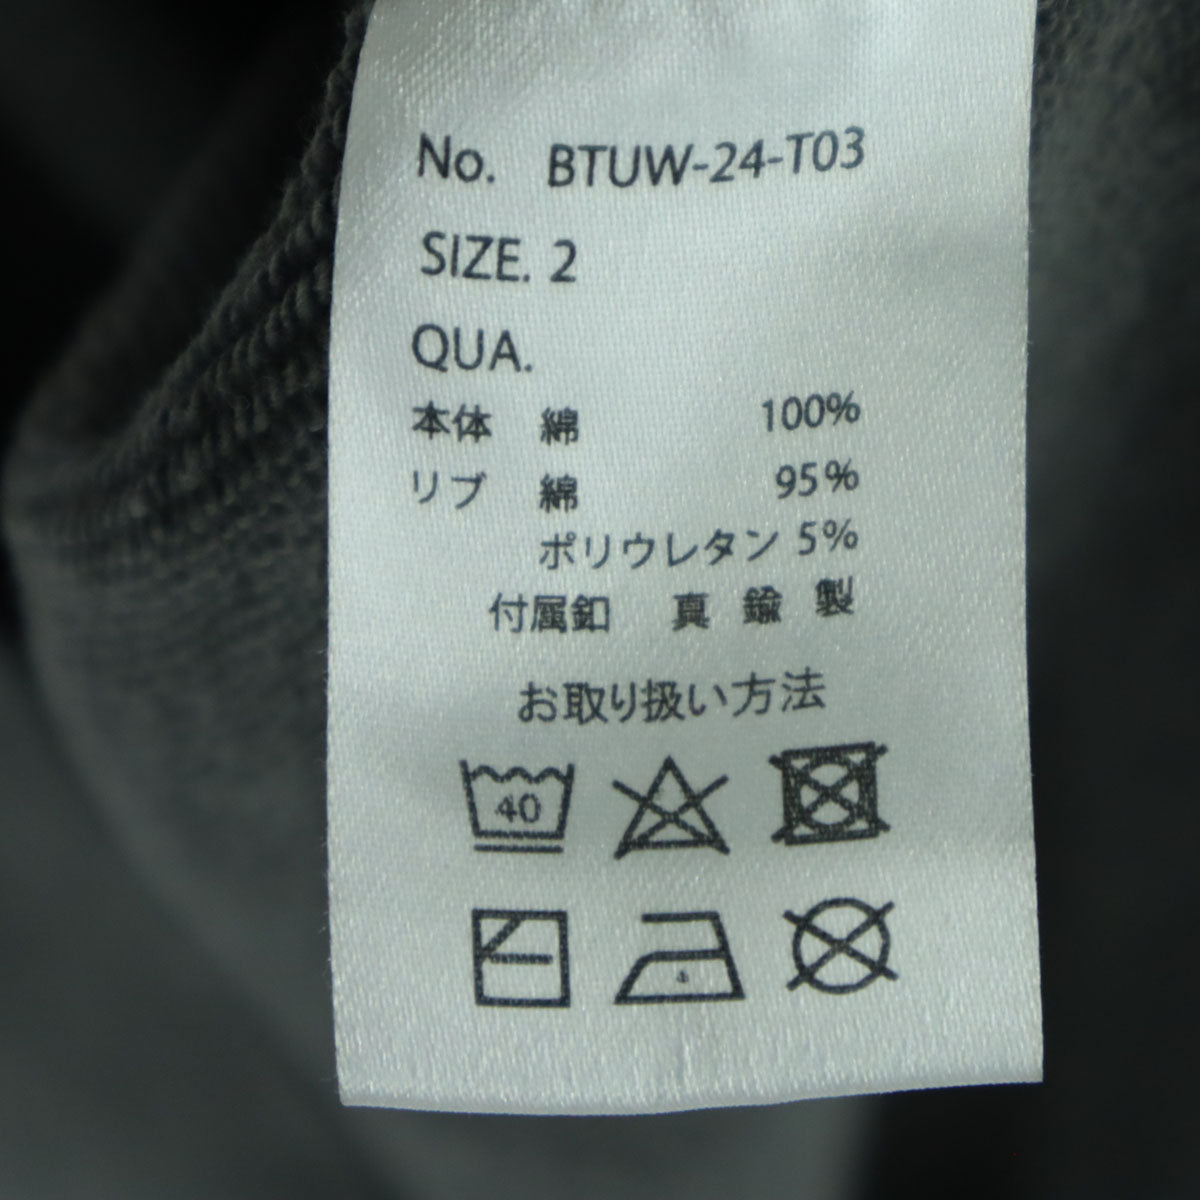 No. BTUW-24-T03
SIZE. 2
QUA.
本体 綿 100%
リブ 綿 95%
ポリウレタン 5%
付属釦 真鍮製
お取り扱い方法
40